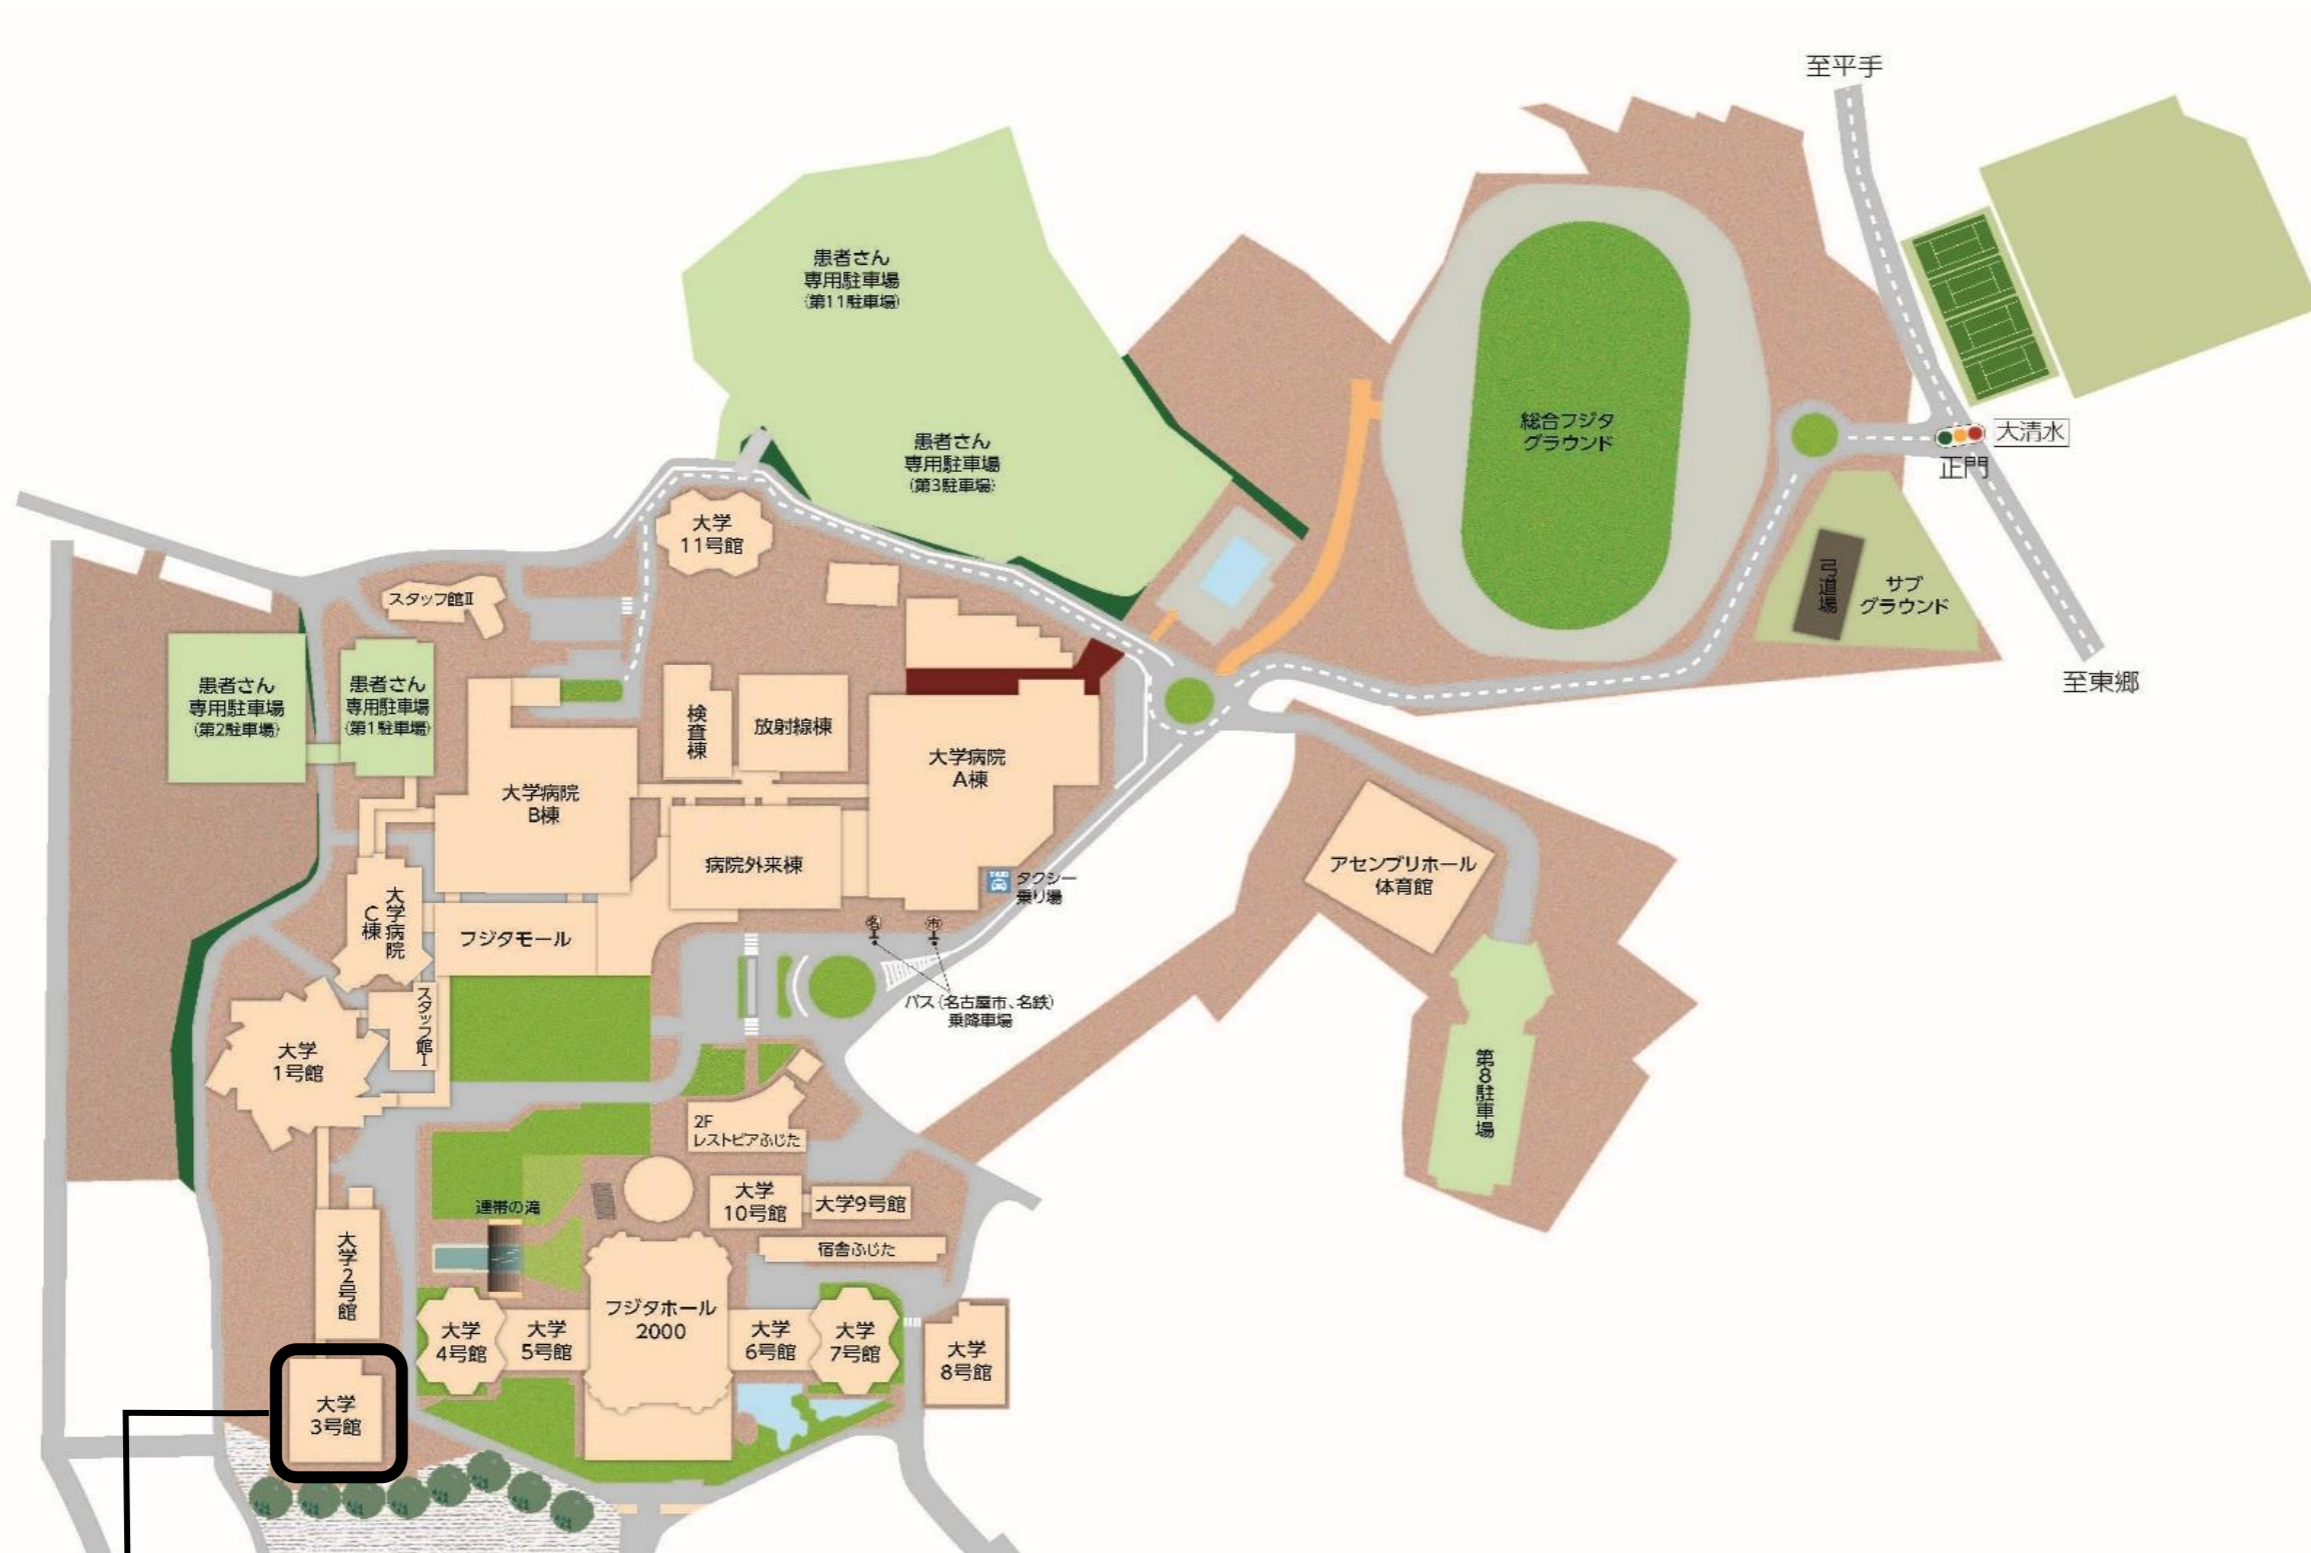 至平手
患者さん
専用駐車場
(第11駐車場)
患者さん
専用駐車場
(第3駐車場)
総合フジタ
グラウンド
大清水
正門
大学
11号館
弓道場
サブ
グラウンド
スタッフ館Ⅱ
至東郷
患者さん
専用駐車場
(第2駐車場)
患者さん
専用駐車場
(第1駐車場)
検査棟
放射線棟
大学病院
A棟
大学病院
B棟
病院外来棟
アセンブリホール
体育館
TAXI
タクシー
乗り場
大学病院
C棟
フジタモール
名
市
バス(名古屋市、名鉄)
乗降車場
スタッフ館Ⅰ
大学
1号館
第8駐車場
2F
レストピアふじた
連帯の滝
大学
10号館
大学9号館
宿舎ふじた
大学2号館
大学
4号館
大学
5号館
フジタホール
2000
大学
6号館
大学
7号館
大学
8号館
大学
3号館